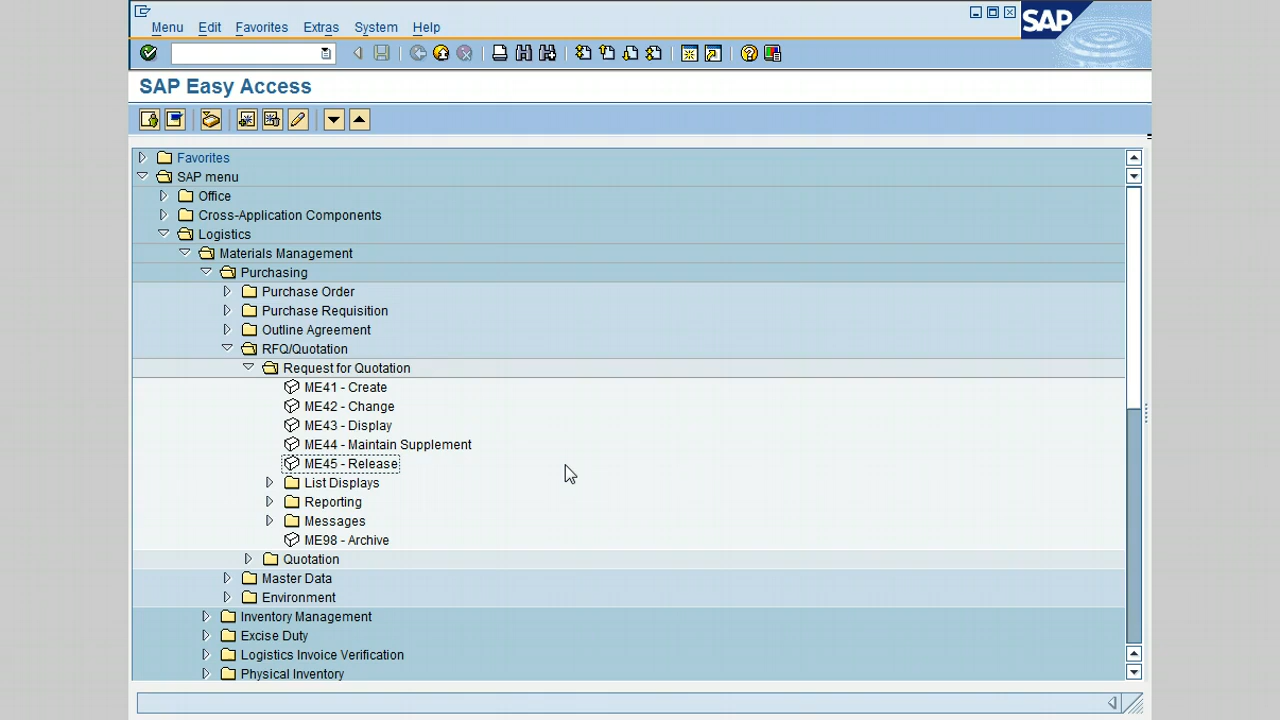 Menu Edit Favorites Extras System Help
SAP
SAP Easy Access
Favorites
SAP menu
Office
Cross-Application Components
Logistics
Materials Management
Purchasing
Purchase Order
Purchase Requisition
Outline Agreement
RFQ/Quotation
Request for Quotation
ME41 - Create
ME42 - Change
ME43 - Display
ME44 - Maintain Supplement
ME45 - Release
List Displays
Reporting
Messages
ME98 - Archive
Quotation
Master Data
Environment
Inventory Management
Excise Duty
Logistics Invoice Verification
Physical Inventory